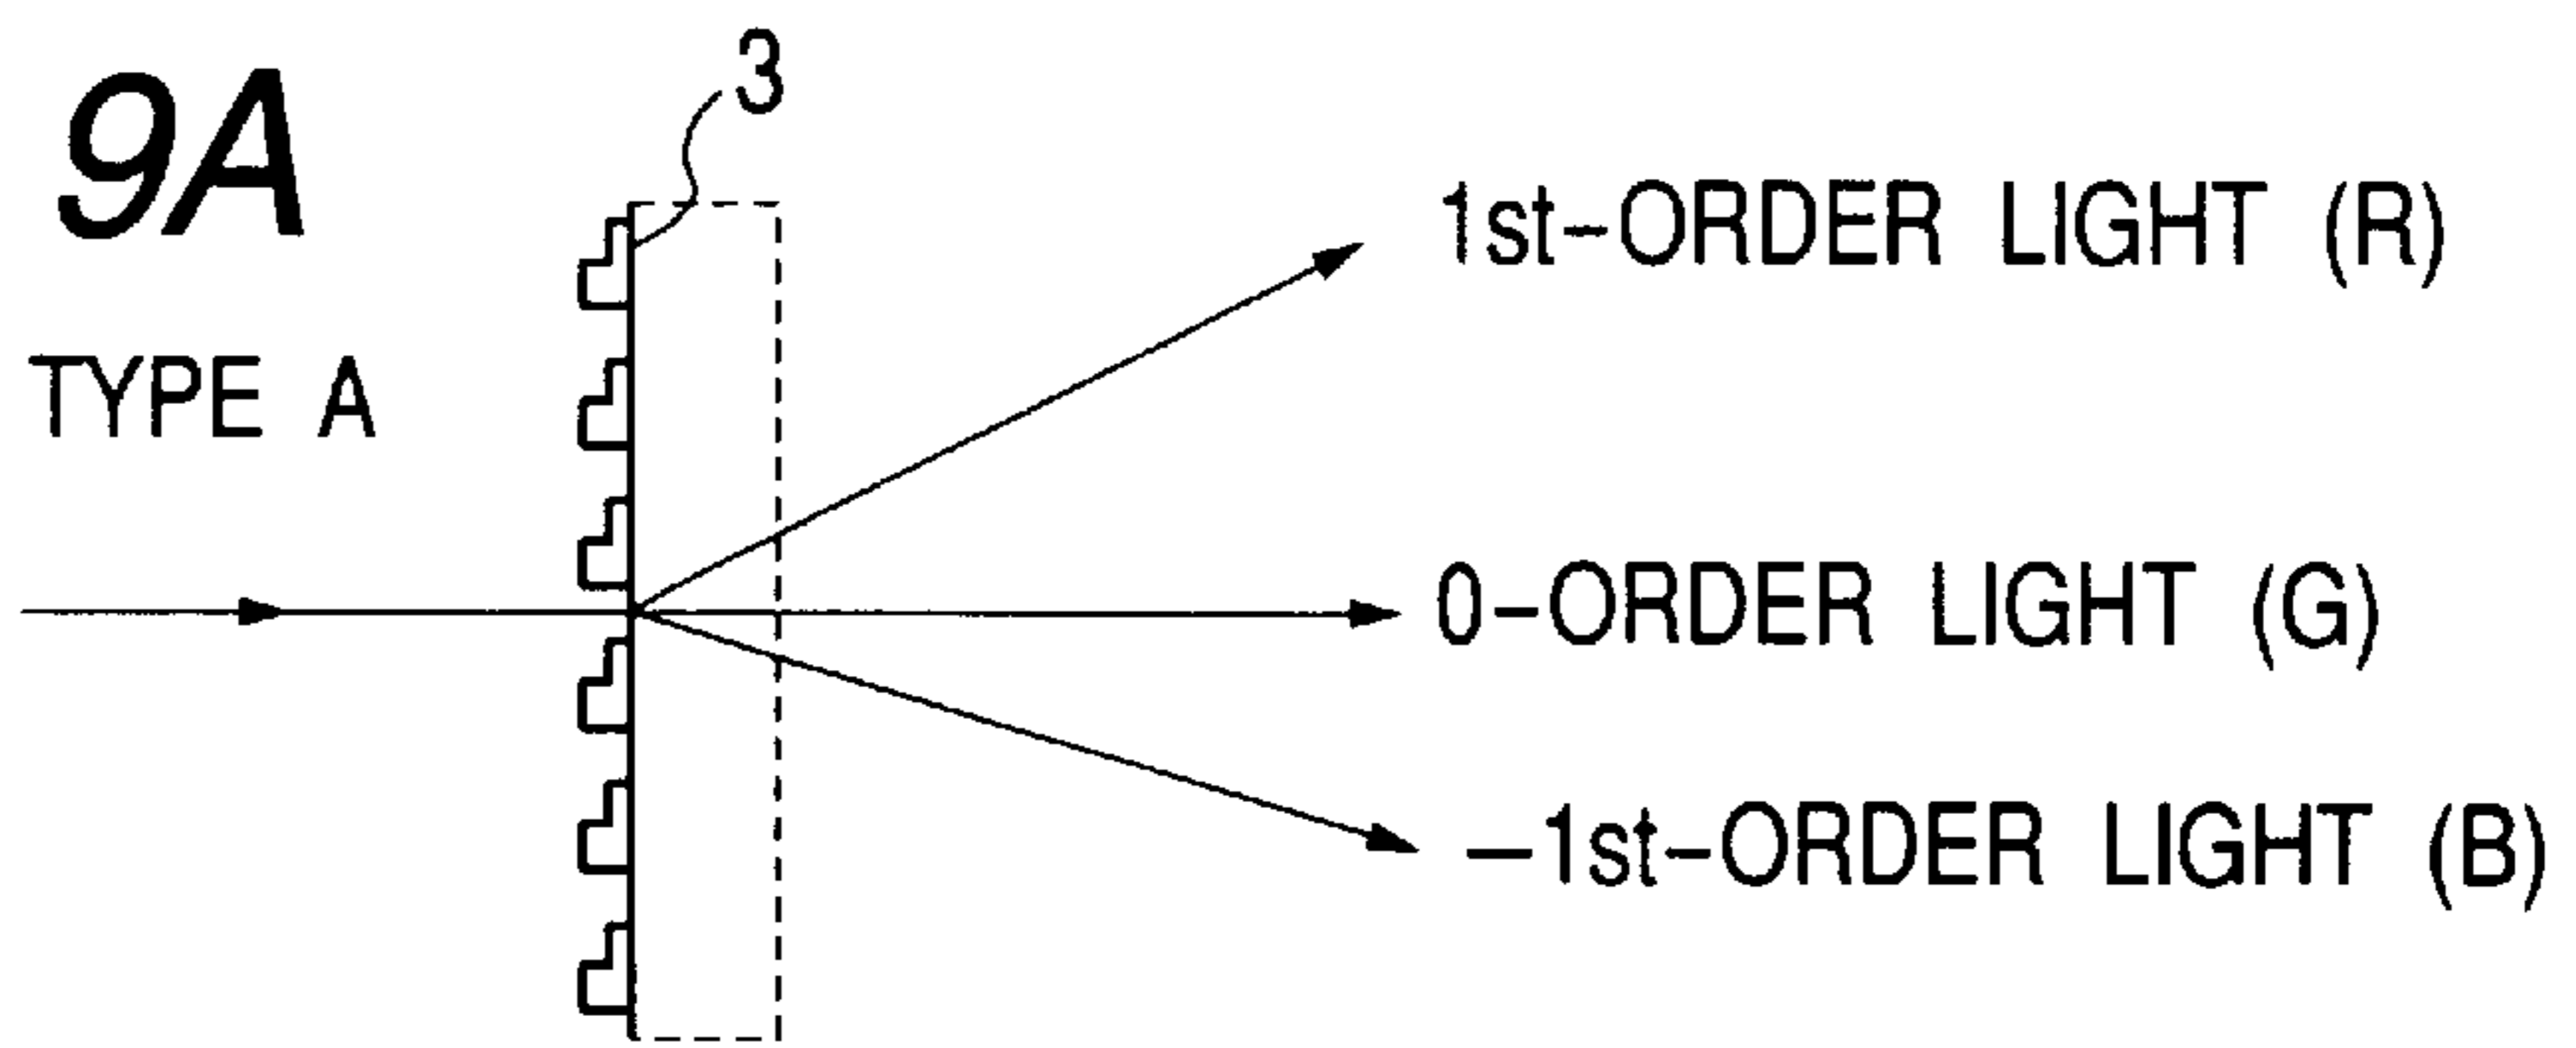 9A
3
TYPE A
1st-ORDER LIGHT (R)
0-ORDER LIGHT (G)
-1st-ORDER LIGHT (B)